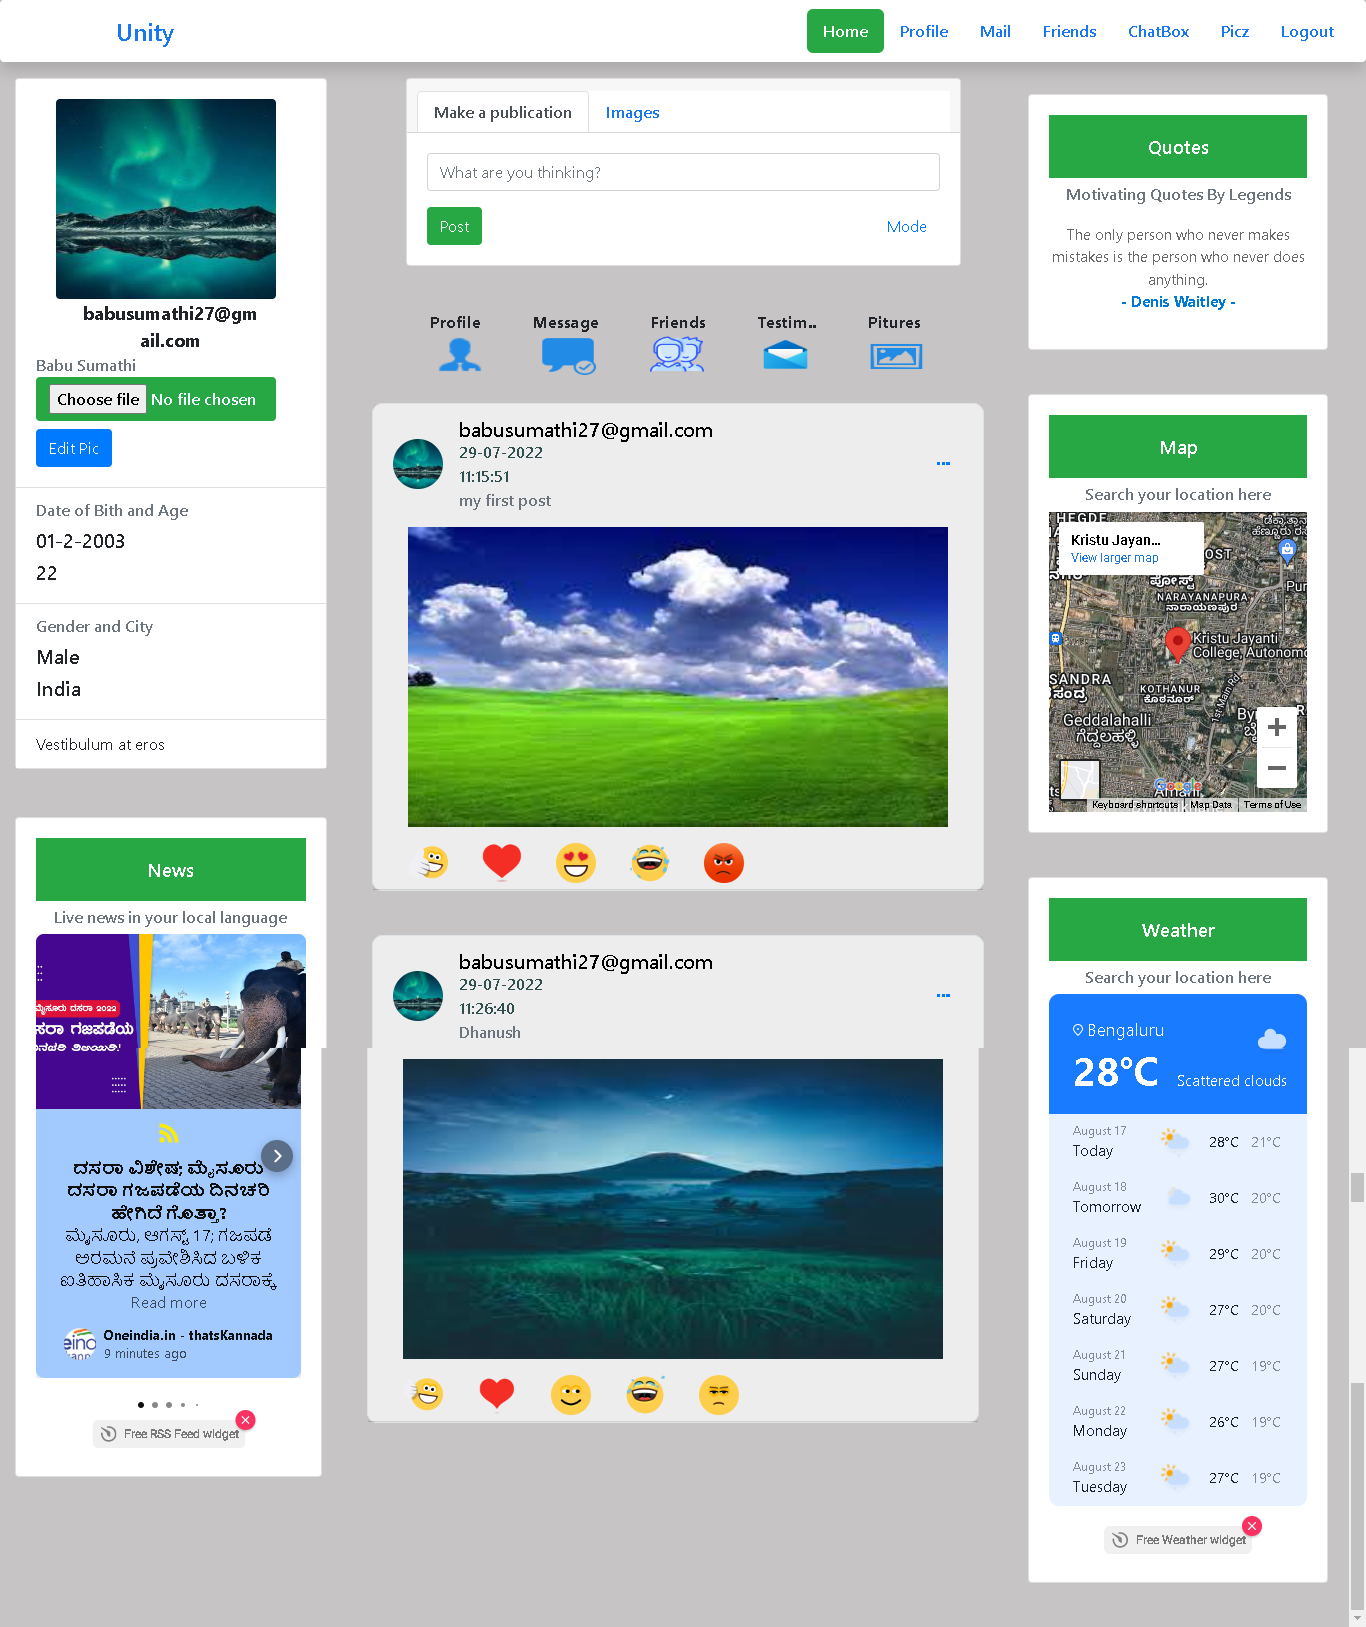 Unity
Home
Profile
Mail
Friends
ChatBox
Picz
Logout
babusumathi27@gm
ail.com
Babu Sumathi
Choose file No file chosen
Edit Pic
Date of Bith and Age
01-2-2003
22
Gender and City
Male
India
Vestibulum at eros
News
Live news in your local language
ಮೈಸೂರು ದಸರಾ 2022
ದಸರಾ ವಿಶೇಷ; ಮೈಸೂರು
ದಸರಾ ಗಜಪಡೆಯ ದಿನಚರಿ
ಹೇಗಿದೆ ಗೊತ್ತಾ?
ಮೈಸೂರು, ಆಗಸ್ಟ್ 17; ಗಜಪಡೆ
ಅರಮನೆ ಪ್ರವೇಶಿಸಿದ ಬಳಿಕ
ಐತಿಹಾಸಿಕ ಮೈಸೂರು ದಸರಾಕ್ಕೆ
Read more
Oneindia.in - thatsKannada
9 minutes ago
Free RSS Feed widget
Make a publication
Images
What are you thinking?
Post
Mode
Profile
Message
Friends
Testim..
Pitures
babusumathi27@gmail.com
29-07-2022
11:15:51
my first post
babusumathi27@gmail.com
29-07-2022
11:26:40
Dhanush
Quotes
Motivating Quotes By Legends
The only person who never makes
mistakes is the person who never does
anything.
- Denis Waitley -
Map
Search your location here
HEGDE
Kristu Jayan...
View larger map
OST
ಪೋಸ್ಟ್
NARAYANAPURA
ನಾರಾಯಣಪುರ
Kristu Jayanti
College, Autonomo
SANDRA
ಸಂದ್ರ
KOTHANUR
ಕೊತನೂರ್
1st Main Rd
Geddalahalli
ಗೆದ್ದಲಹಳ್ಳಿ
Google
Keyboard shortcuts
Map Data
Terms of Use
Weather
Search your location here
Bengaluru
28°C
Scattered clouds
August 17
Today 28°C 21°C
August 18
Tomorrow 30°C 20°C
August 19
Friday 29°C 20°C
August 20
Saturday 27°C 20°C
August 21
Sunday 27°C 19°C
August 22
Monday 26°C 19°C
August 23
Tuesday 27°C 19°C
Free Weather widget